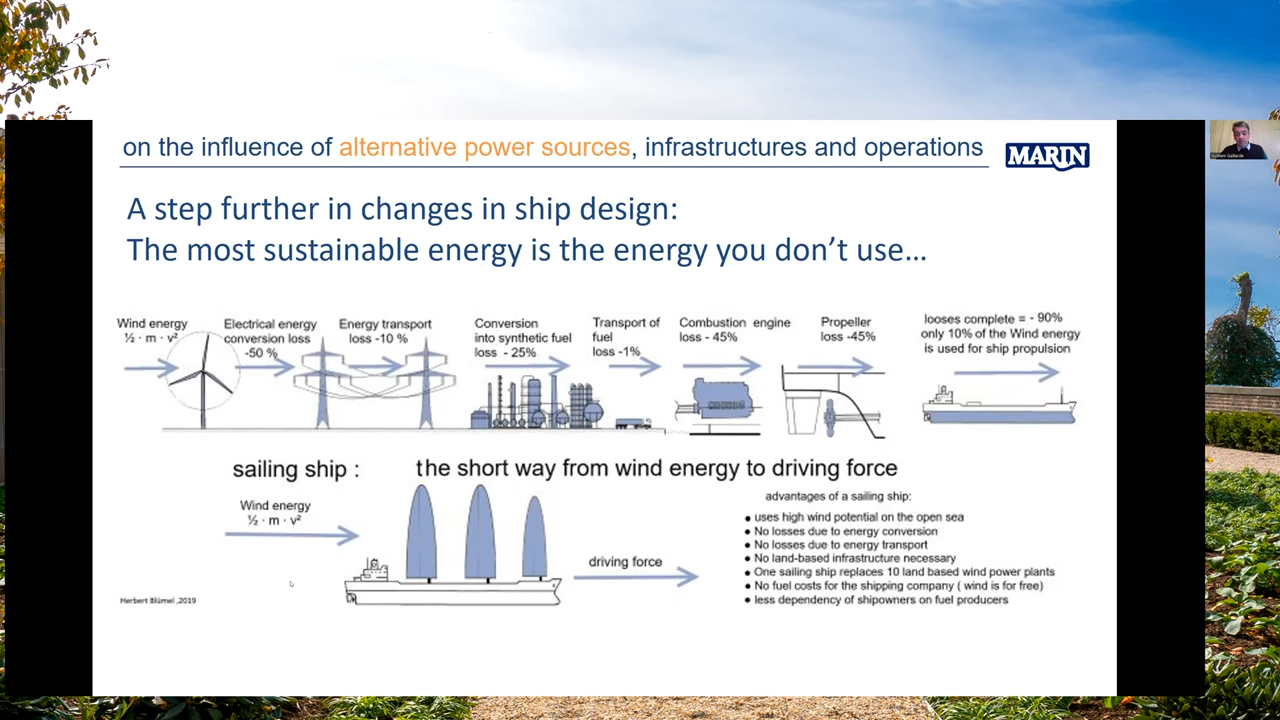 on the influence of alternative power sources, infrastructures and operations
MARIN
A step further in changes in ship design:
The most sustainable energy is the energy you don't use…
Wind energy
½ · m · v²
Electrical energy
conversion loss
-50 %
Energy transport
loss -10 %
Conversion
into synthetic fuel
loss - 25%
Transport of
fuel
loss -1%
Combustion engine
loss - 45%
Propeller
loss -45%
looses complete = - 90%
only 10% of the Wind energy
is used for ship propulsion
sailing ship : the short way from wind energy to driving force
Wind energy
½ · m · v²
driving force
advantages of a sailing ship:
● uses high wind potential on the open sea
● No losses due to energy conversion
● No losses due to energy transport
● No land-based infrastructure necessary
● One sailing ship replaces 10 land based wind power plants
● No fuel costs for the shipping company ( wind is for free)
● less dependency of shipowners on fuel producers
Herbert Blümel ,2019